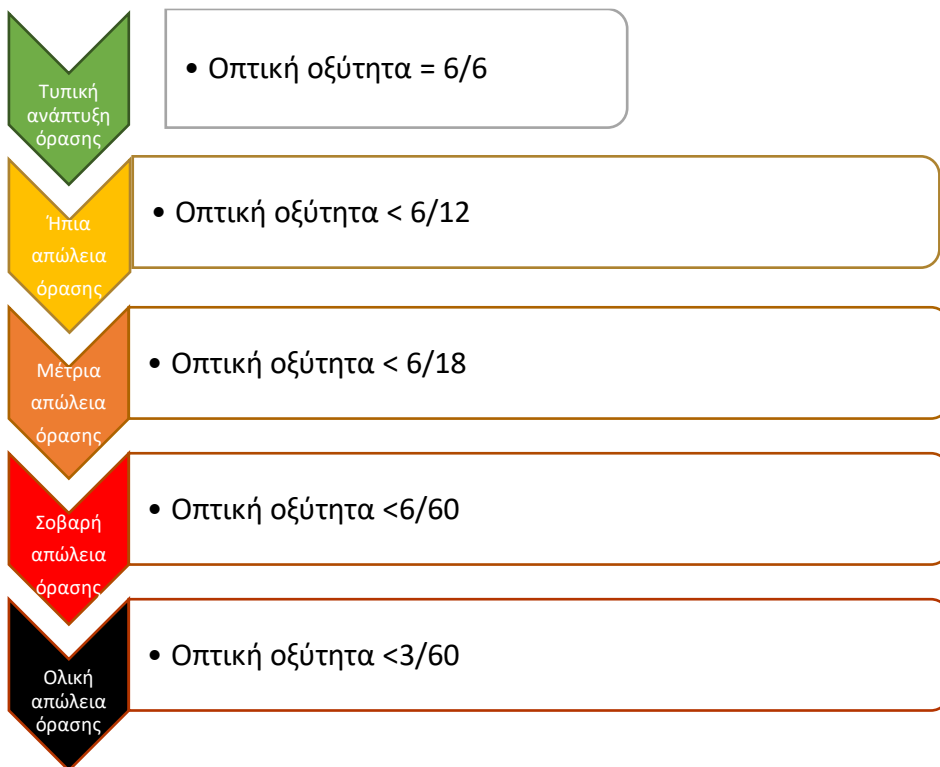 Τυπική
ανάπτυξη
όρασης
• Οπτική οξύτητα = 6/6
Ήπια
απώλεια
όρασης
• Οπτική οξύτητα < 6/12
Μέτρια
απώλεια
όρασης
• Οπτική οξύτητα < 6/18
Σοβαρή
απώλεια
όρασης
• Οπτική οξύτητα <6/60
Ολική
απώλεια
όρασης
• Οπτική οξύτητα <3/60